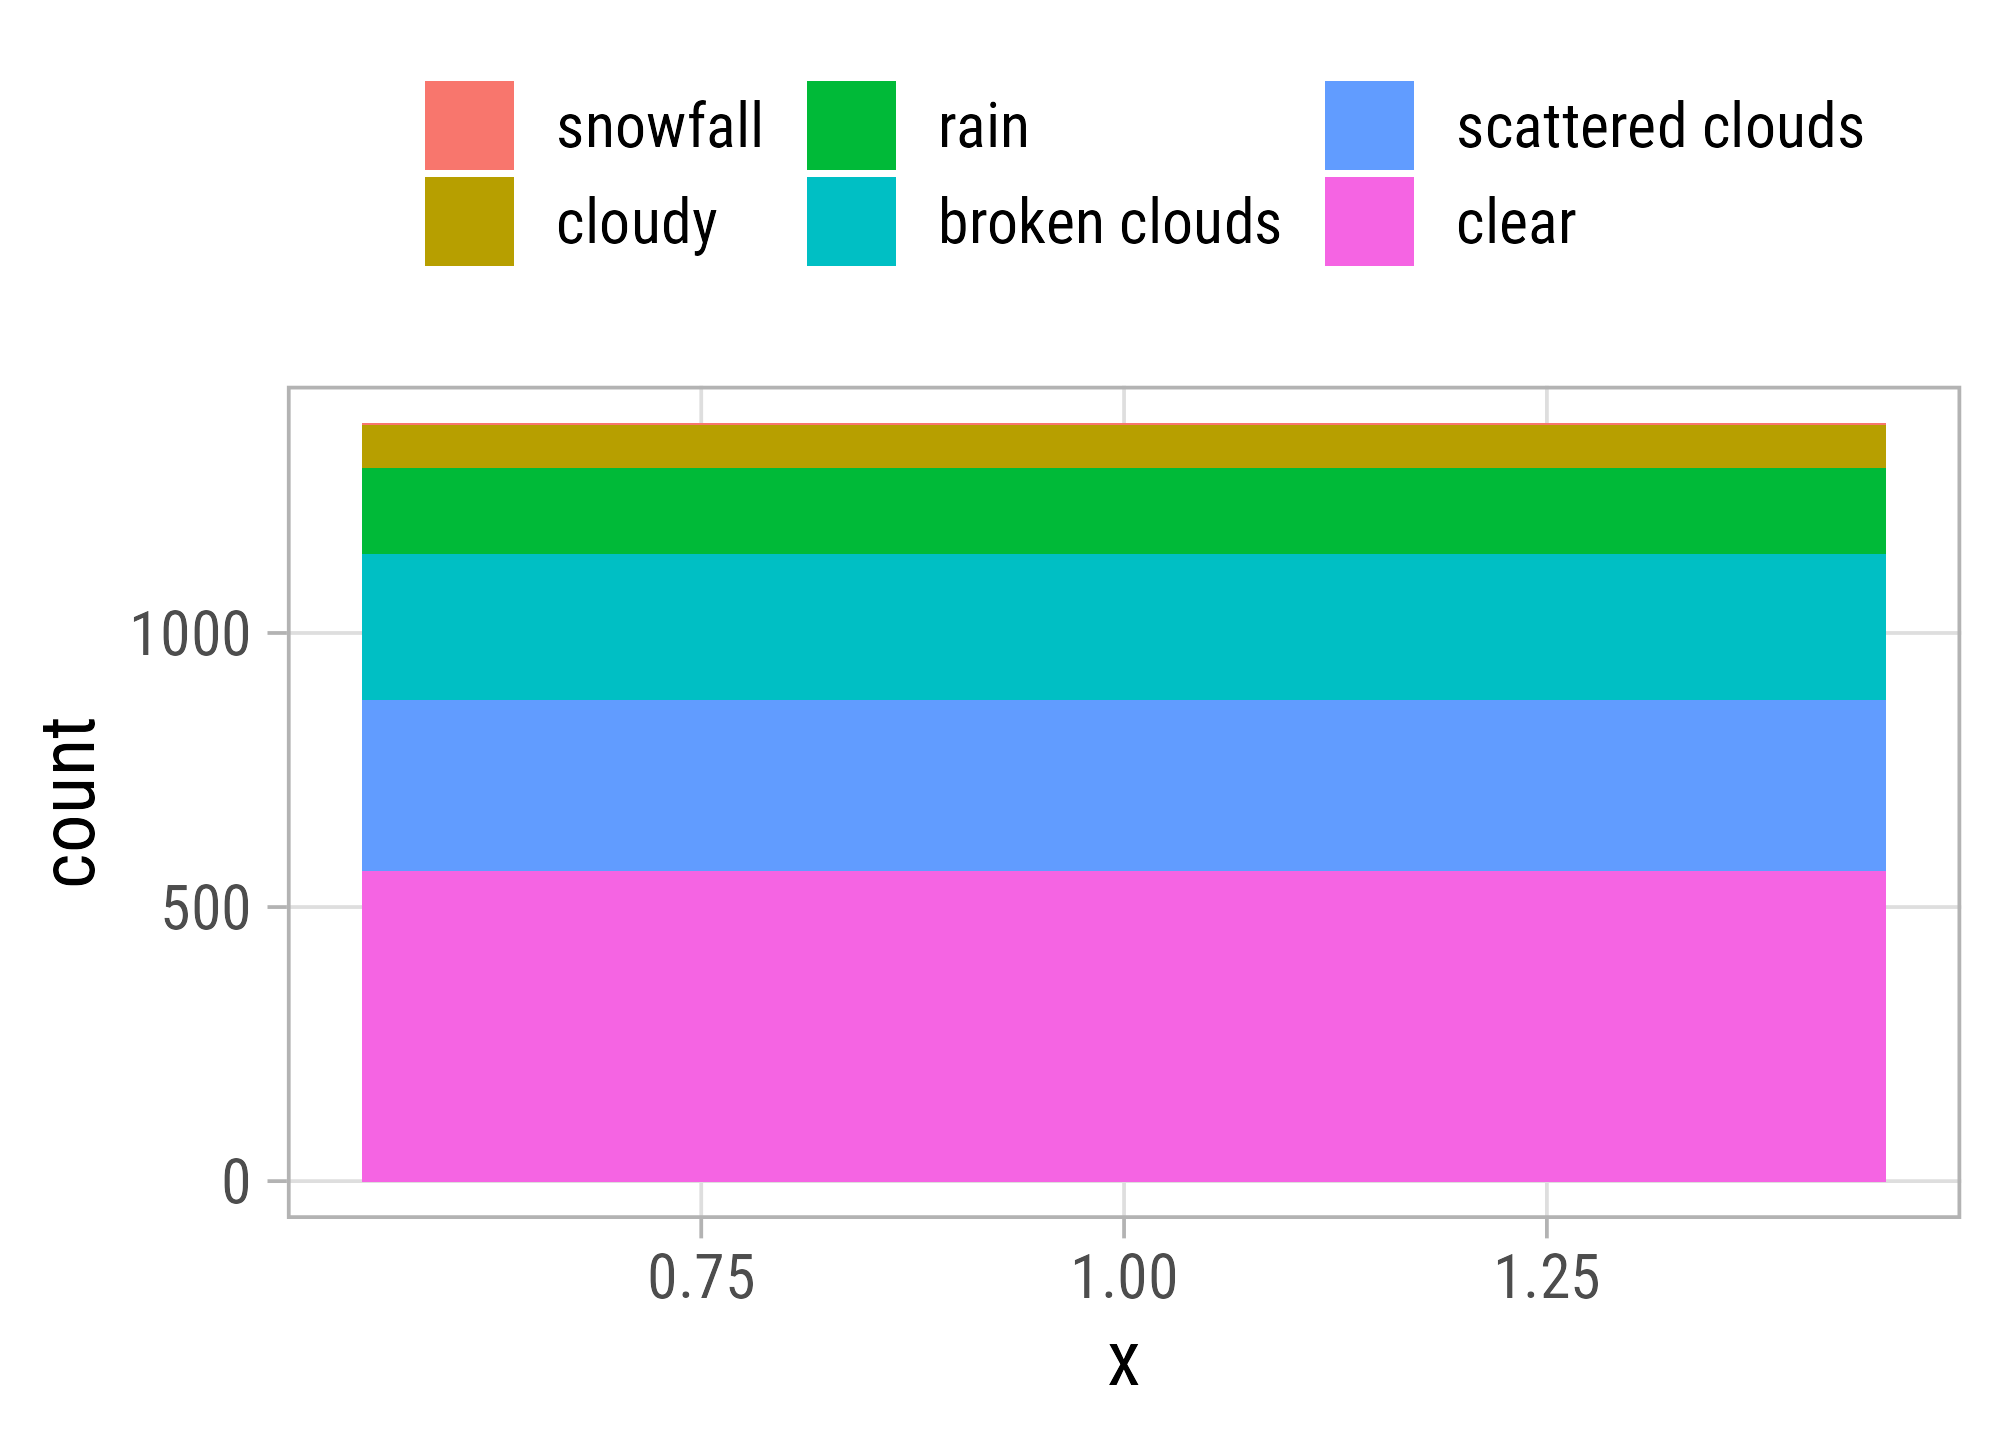 snowfall rain scattered clouds
cloudy broken clouds clear
1000
500
0
count
0.75 1.00 1.25
x